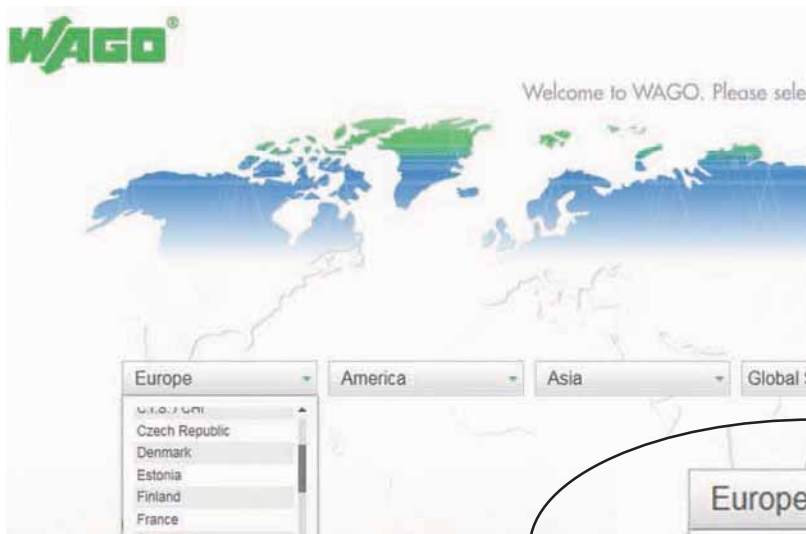 WAGO®
Welcome to WAGO. Please sele
Europe America Asia Global
Czech Republic
Denmark
Estonia
Finland
France
Europe